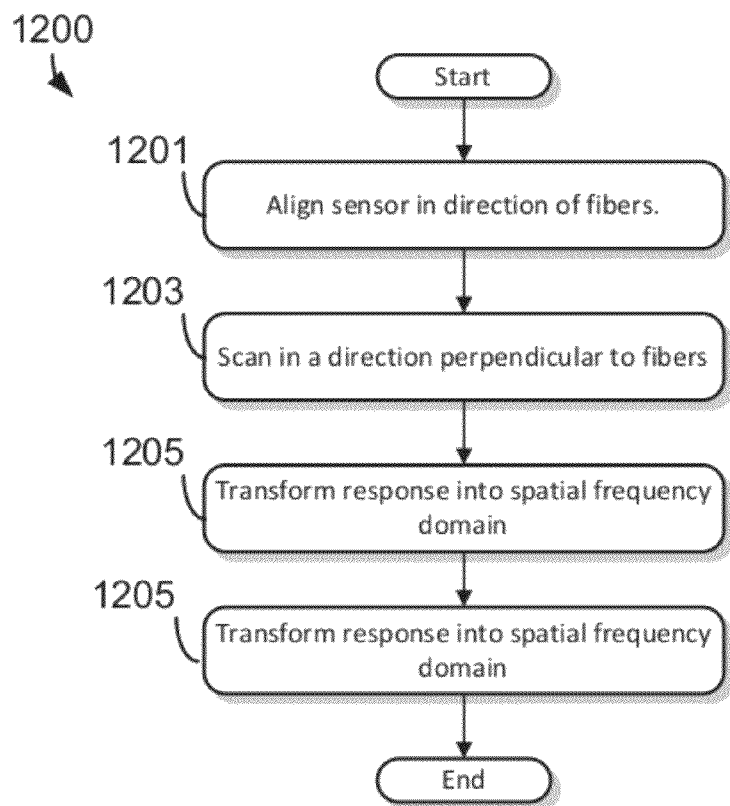 1200
Start
1201
Align sensor in direction of fibers.
1203
Scan in a direction perpendicular to fibers
1205
Transform response into spatial frequency
domain
1205
Transform response into spatial frequency
domain
End